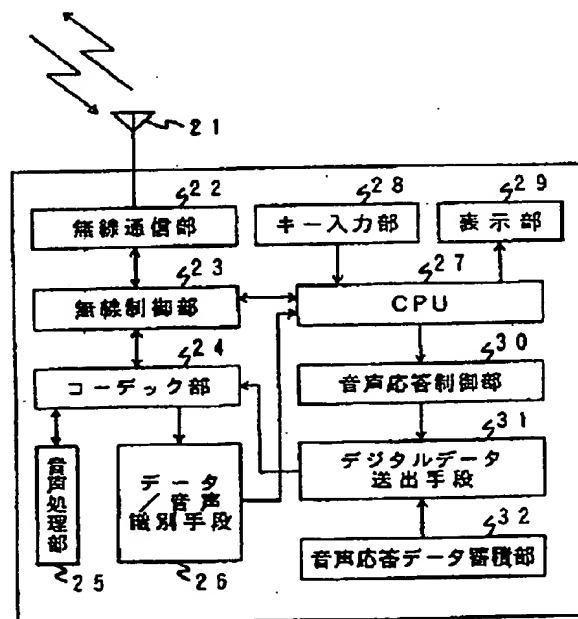 21
22
無線通信部
28
キー入力部
29
表示部
23
無線制御部
27
CPU
24
コーデック部
30
音声応答制御部
31
デジタルデータ
送出手段
音声処理部
25
データ
/音声
識別手段
26
32
音声応答データ蓄積部